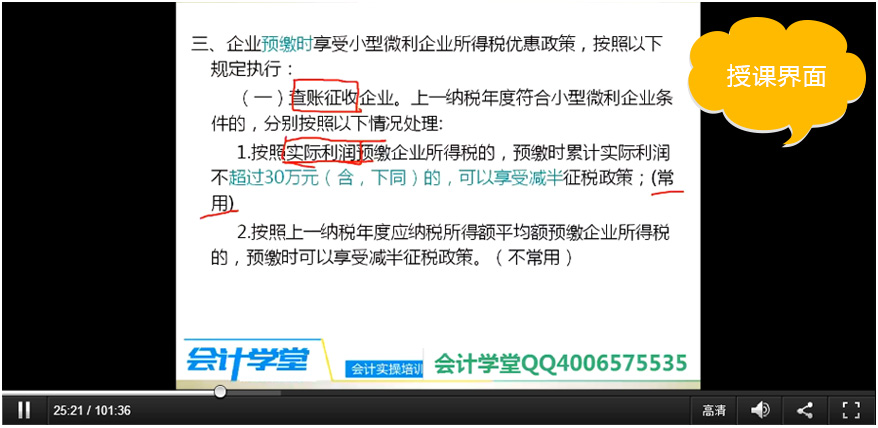 三、企业预缴时享受小型微利企业所得税优惠政策，按照以下
规定执行：
授课界面
（一）查账征收企业。上一纳税年度符合小型微利企业条
件的，分别按照以下情况处理:
1.按照实际利润预缴企业所得税的，预缴时累计实际利润
不超过30万元（含，下同）的，可以享受减半征税政策；(常
用)
2.按照上一纳税年度应纳税所得额平均额预缴企业所得税
的，预缴时可以享受减半征税政策。（不常用）
会计学堂
会计实操培训
会计学堂QQ4006575535
25:21 / 101:36
高清